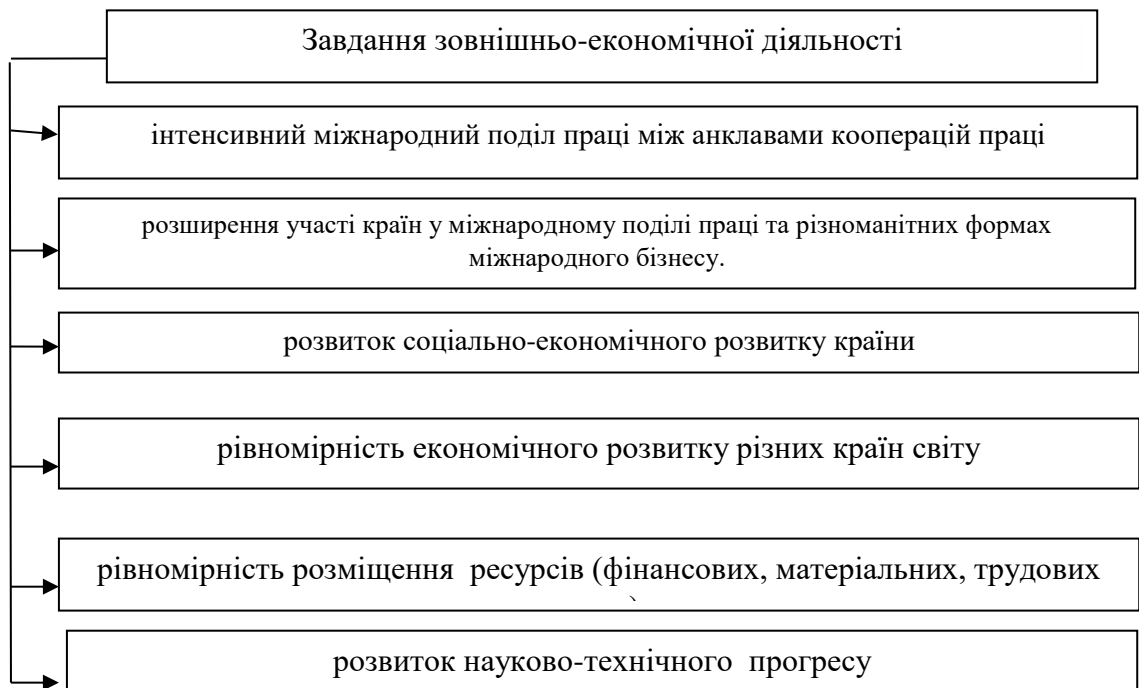 Завдання зовнішньо-економічної діяльності
інтенсивний міжнародний поділ праці між анклавами кооперацій праці
розширення участі країн у міжнародному поділі праці та різноманітних формах
міжнародного бізнесу.
розвиток соціально-економічного розвитку країни
рівномірність економічного розвитку різних країн світу
рівномірність розміщення ресурсів (фінансових, матеріальних, трудових
розвиток науково-технічного прогресу